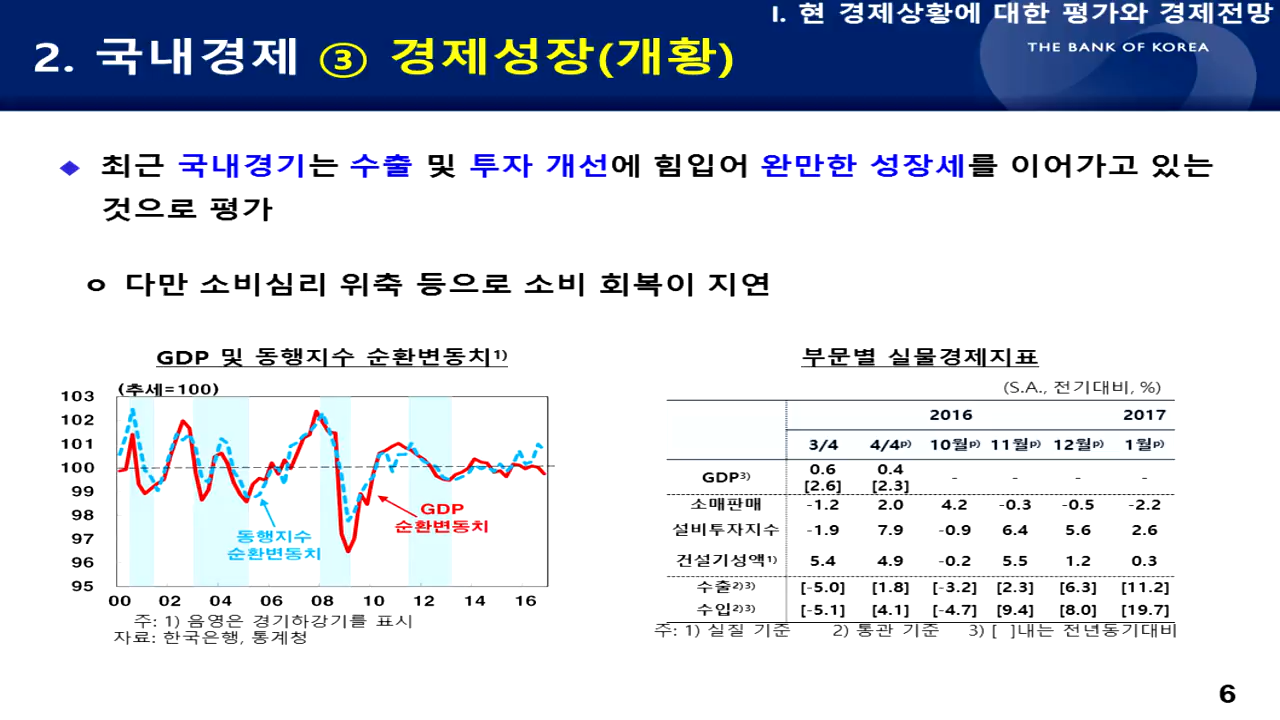 I. 현 경제상황에 대한 평가와 경제전망
THE BANK OF KOREA
2. 국내경제 ③ 경제성장(개황)
◆ 최근 국내경기는 수출 및 투자 개선에 힘입어 완만한 성장세를 이어가고 있는
것으로 평가
o 다만 소비심리 위축 등으로 소비 회복이 지연
GDP 및 동행지수 순환변동치1)
(추세=100)
103
102
101
100
99
98
97
96
95
GDP
순환변동치
동행지수
순환변동치
00 02 04 06 08 10 12 14 16
주: 1) 음영은 경기하강기를 표시
자료: 한국은행, 통계청
부문별 실물경제지표
(S.A., 전기대비, %)
2016 2017
3/4 4/4p) 10월p) 11월p) 12월p) 1월p)
GDP3) 0.6 0.4 - - - -
[2.6] [2.3]
소매판매 -1.2 2.0 4.2 -0.3 -0.5 -2.2
설비투자지수 -1.9 7.9 -0.9 6.4 5.6 2.6
건설기성액1) 5.4 4.9 -0.2 5.5 1.2 0.3
수출2)3) [-5.0] [1.8] [-3.2] [2.3] [6.3] [11.2]
수입2)3) [-5.1] [4.1] [-4.7] [9.4] [8.0] [19.7]
주: 1) 실질 기준 2) 통관 기준 3) [ ]내는 전년동기대비
6